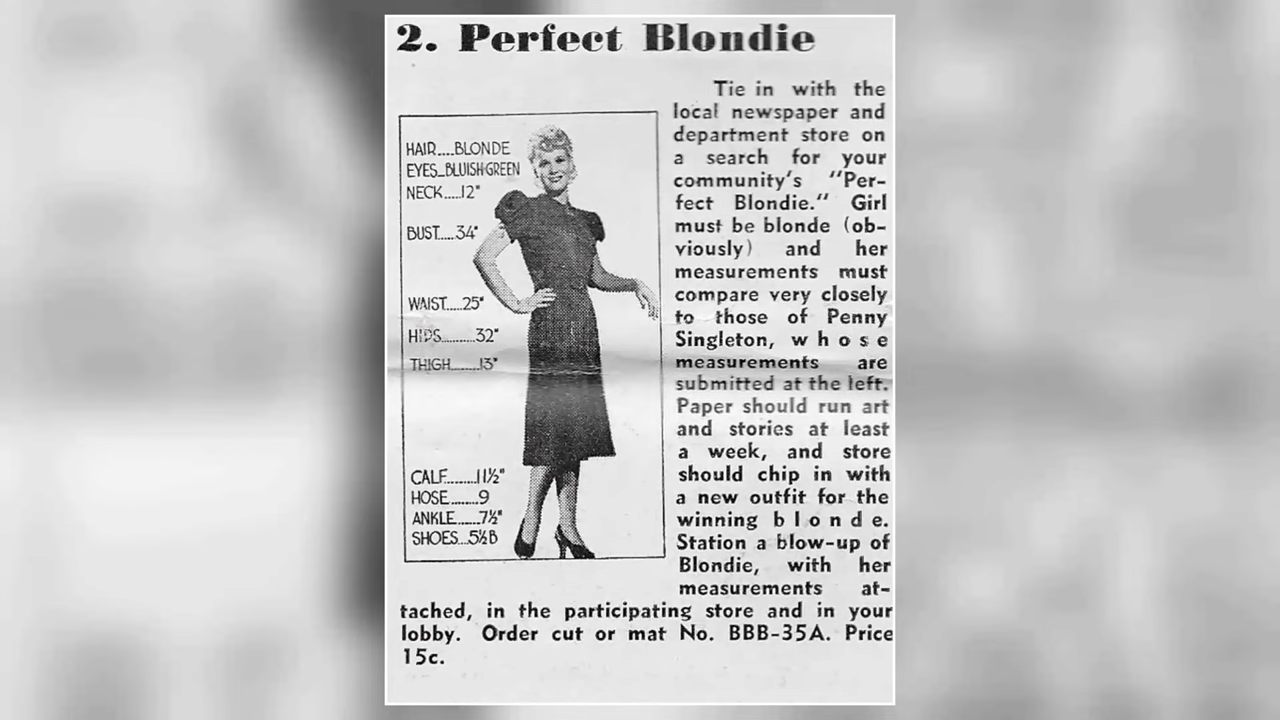 2. Perfect Blondie
HAIR....BLONDE
EYES..BLUISH-GREEN
NECK.....12"
BUST.....34"
WAIST.....25"
HIPS...........32"
THIGH.........13"
CALF.........11½"
HOSE........9
ANKLE.......7½"
SHOES....5½B
Tie in with the
local newspaper and
department store on
a search for your
community's "Per-
fect Blondie." Girl
must be blonde (ob-
viously) and her
measurements must
compare very closely
to those of Penny
Singleton, whose
measurements are
submitted at the left.
Paper should run art
and stories at least
a week, and store
should chip in with
a new outfit for the
winning blonde.
Station a blow-up of
Blondie, with her
measurements at-
tached, in the participating store and in your
lobby. Order cut or mat No. BBB-35A. Price
15c.